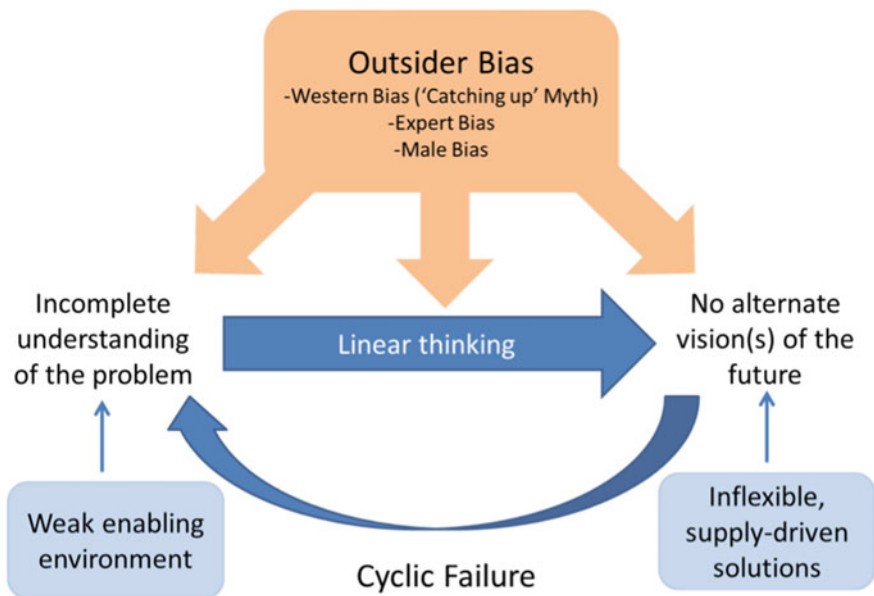 Outsider Bias
-Western Bias (‘Catching up’ Myth)
-Expert Bias
-Male Bias
Incomplete
understanding
of the problem
Linear thinking
No alternate
vision(s) of the
future
Weak enabling
environment
Inflexible,
supply-driven
solutions
Cyclic Failure